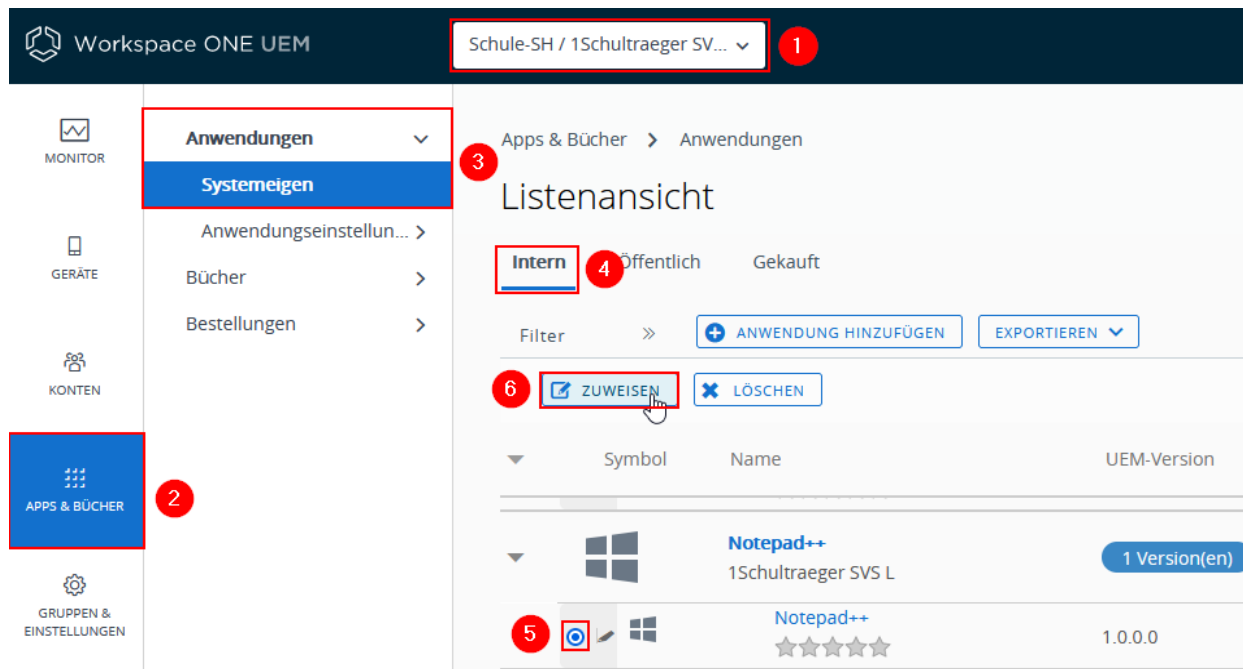 Workspace ONE UEM
Schule-SH / 1Schultraeger SV...
1
MONITOR
GERÄTE
KONTEN
APPS & BÜCHER
2
GRUPPEN &
EINSTELLUNGEN
Anwendungen
Systemeigen
3
Anwendungseinstellun...
Bücher
Bestellungen
Apps & Bücher > Anwendungen
Listenansicht
Intern
4
Öffentlich
Gekauft
Filter
ANWENDUNG HINZUFÜGEN
EXPORTIEREN
6
ZUWEISEN
LÖSCHEN
Symbol
Name
UEM-Version
Notepad++
1Schultraeger SVS L
1 Version(en)
5
Notepad++
1.0.0.0